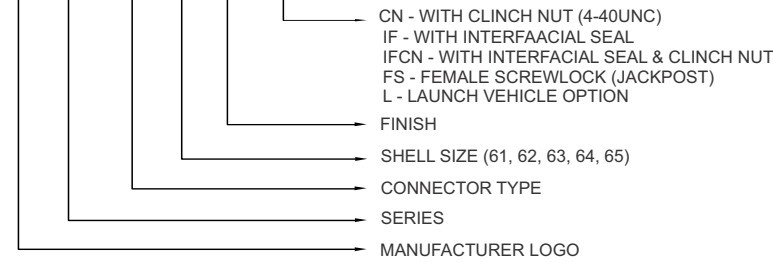 CN - WITH CLINCH NUT (4-40UNC)
IF - WITH INTERFAACIAL SEAL
IFCN - WITH INTERFACIAL SEAL & CLINCH NUT
FS - FEMALE SCREWLOCK (JACKPOST)
L - LAUNCH VEHICLE OPTION
FINISH
SHELL SIZE (61, 62, 63, 64, 65)
CONNECTOR TYPE
SERIES
MANUFACTURER LOGO